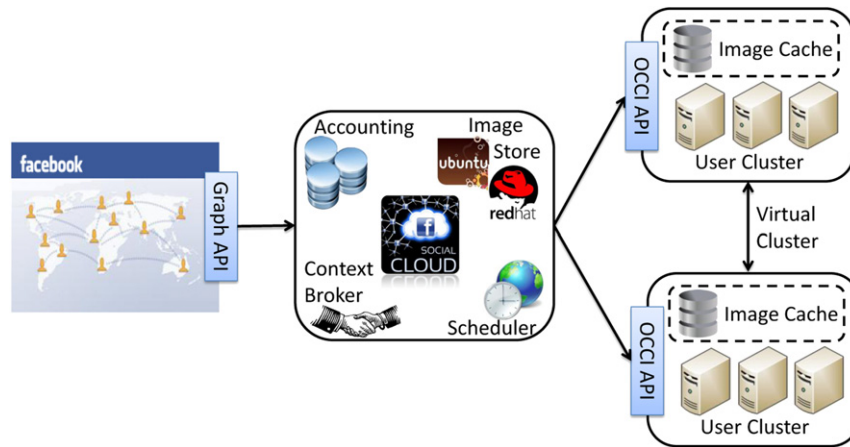 facebook
Graph API
Accounting
Image
Store
ubuntu
redhat
f
SOCIAL
CLOUD
Context
Broker
Scheduler
OCCI API
Image Cache
User Cluster
Virtual
Cluster
OCCI API
Image Cache
User Cluster